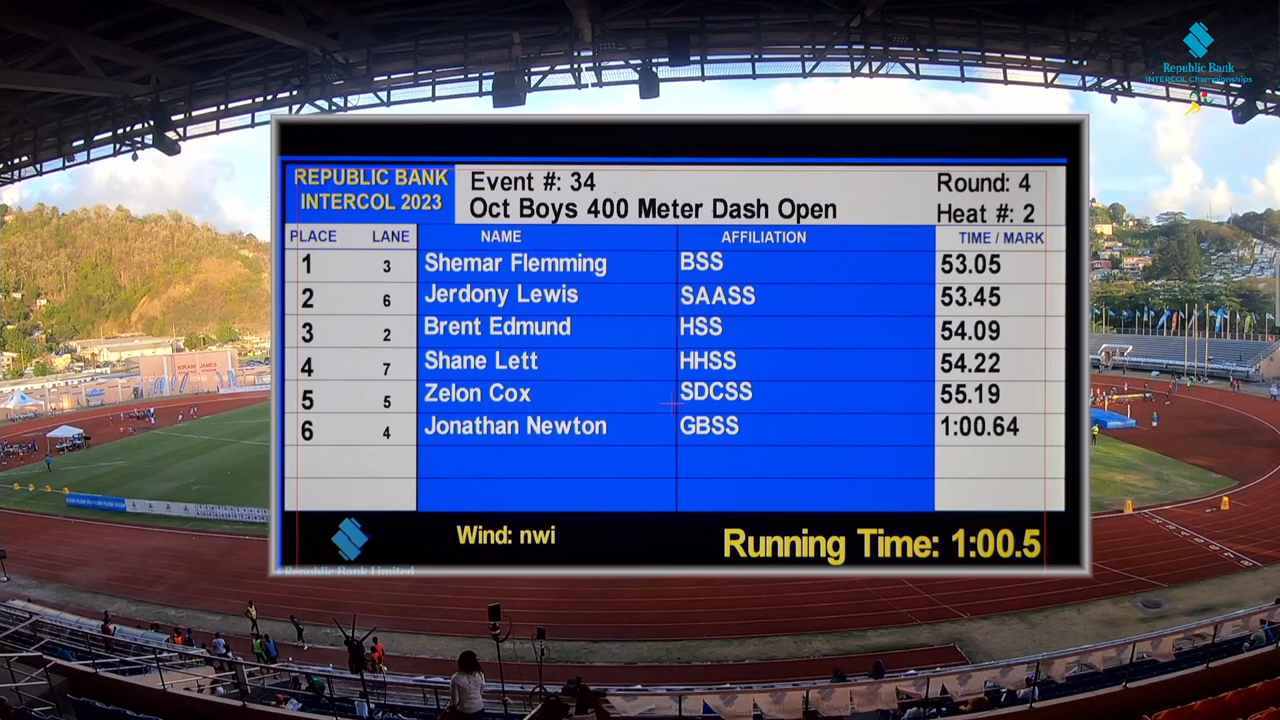 Republic Bank
INTERCOL Championships
REPUBLIC BANK
INTERCOL 2023
Event #: 34
Oct Boys 400 Meter Dash Open
Round: 4
Heat #: 2
PLACE LANE NAME AFFILIATION TIME / MARK
1 3 Shemar Flemming BSS 53.05
2 6 Jerdony Lewis SAASS 53.45
3 2 Brent Edmund HSS 54.09
4 7 Shane Lett HHSS 54.22
5 5 Zelon Cox SDCSS 55.19
6 4 Jonathan Newton GBSS 1:00.64
Wind: nwi
Running Time: 1:00.5
Republic Bank Limited
KIRANI JAMES